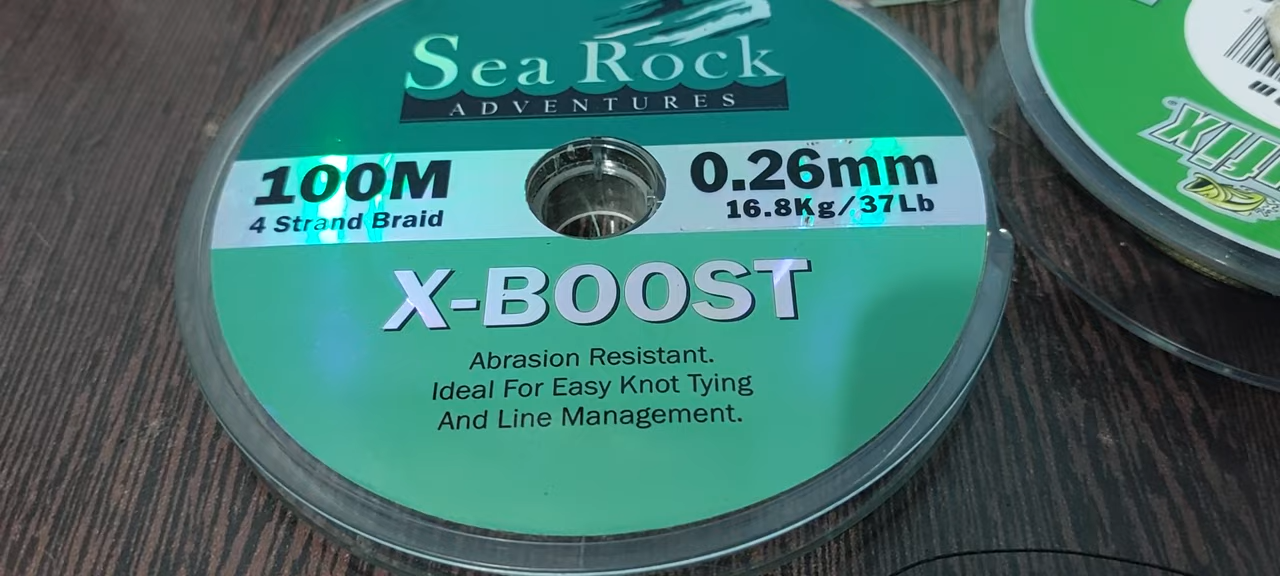 Sea Rock
ADVENTURES
100M
4 Strand Braid
0.26mm
16.8Kg/37Lb
X-BOOST
Abrasion Resistant.
Ideal For Easy Knot Tying
And Line Management.